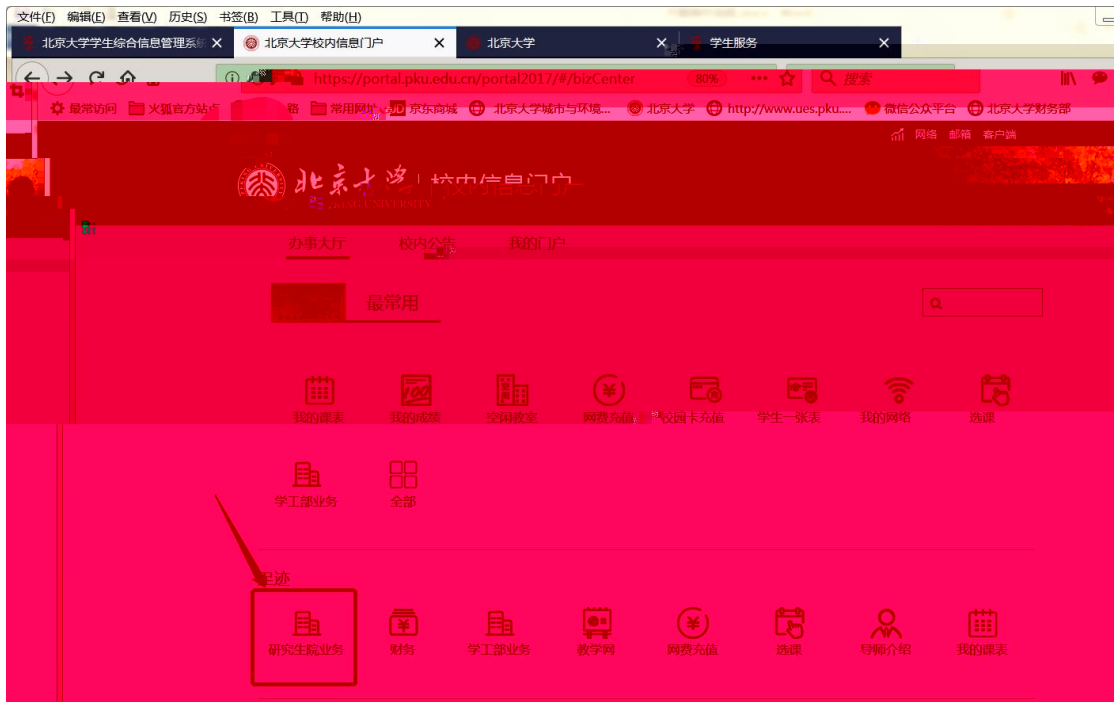 文件(F) 编辑(E) 查看(V) 历史(S) 书签(B) 工具(T) 帮助(H)
北京大学学生综合信息管理系统 北京大学校内信息门户 北京大学 学生服务
https://portal.pku.edu.cn/portal2017/#/bizCenter 80% 搜索
最常访问 火狐官方站点 常用网址 JD 京东商城 北京大学城市与环境... 北京大学 http://www.ues.pku.... 微信公众平台 北京大学财务部
网络 邮箱 客户端
北京大学 校内信息门户
办事大厅 校内公告 我的门户
最常用
100
我的课表 我的成绩 空闲教室 网费充值 校园卡充值 学生一张表 我的网络 选课
学工部业务 全部
足迹
研究生院业务 财务 学工部业务 教学网 网费充值 选课 导师介绍 我的课表